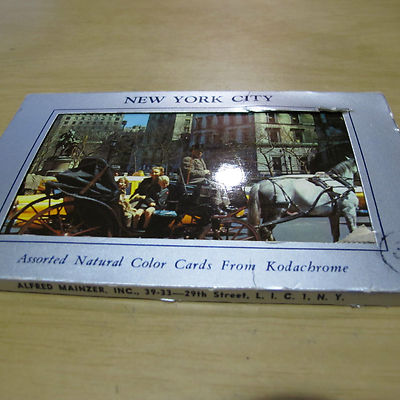 NEW YORK CITY
Assorted Natural Color Cards From Kodachrome
ALFRED MAINZER, INC., 39-33—29th Street, L. I. C. 1, N. Y.